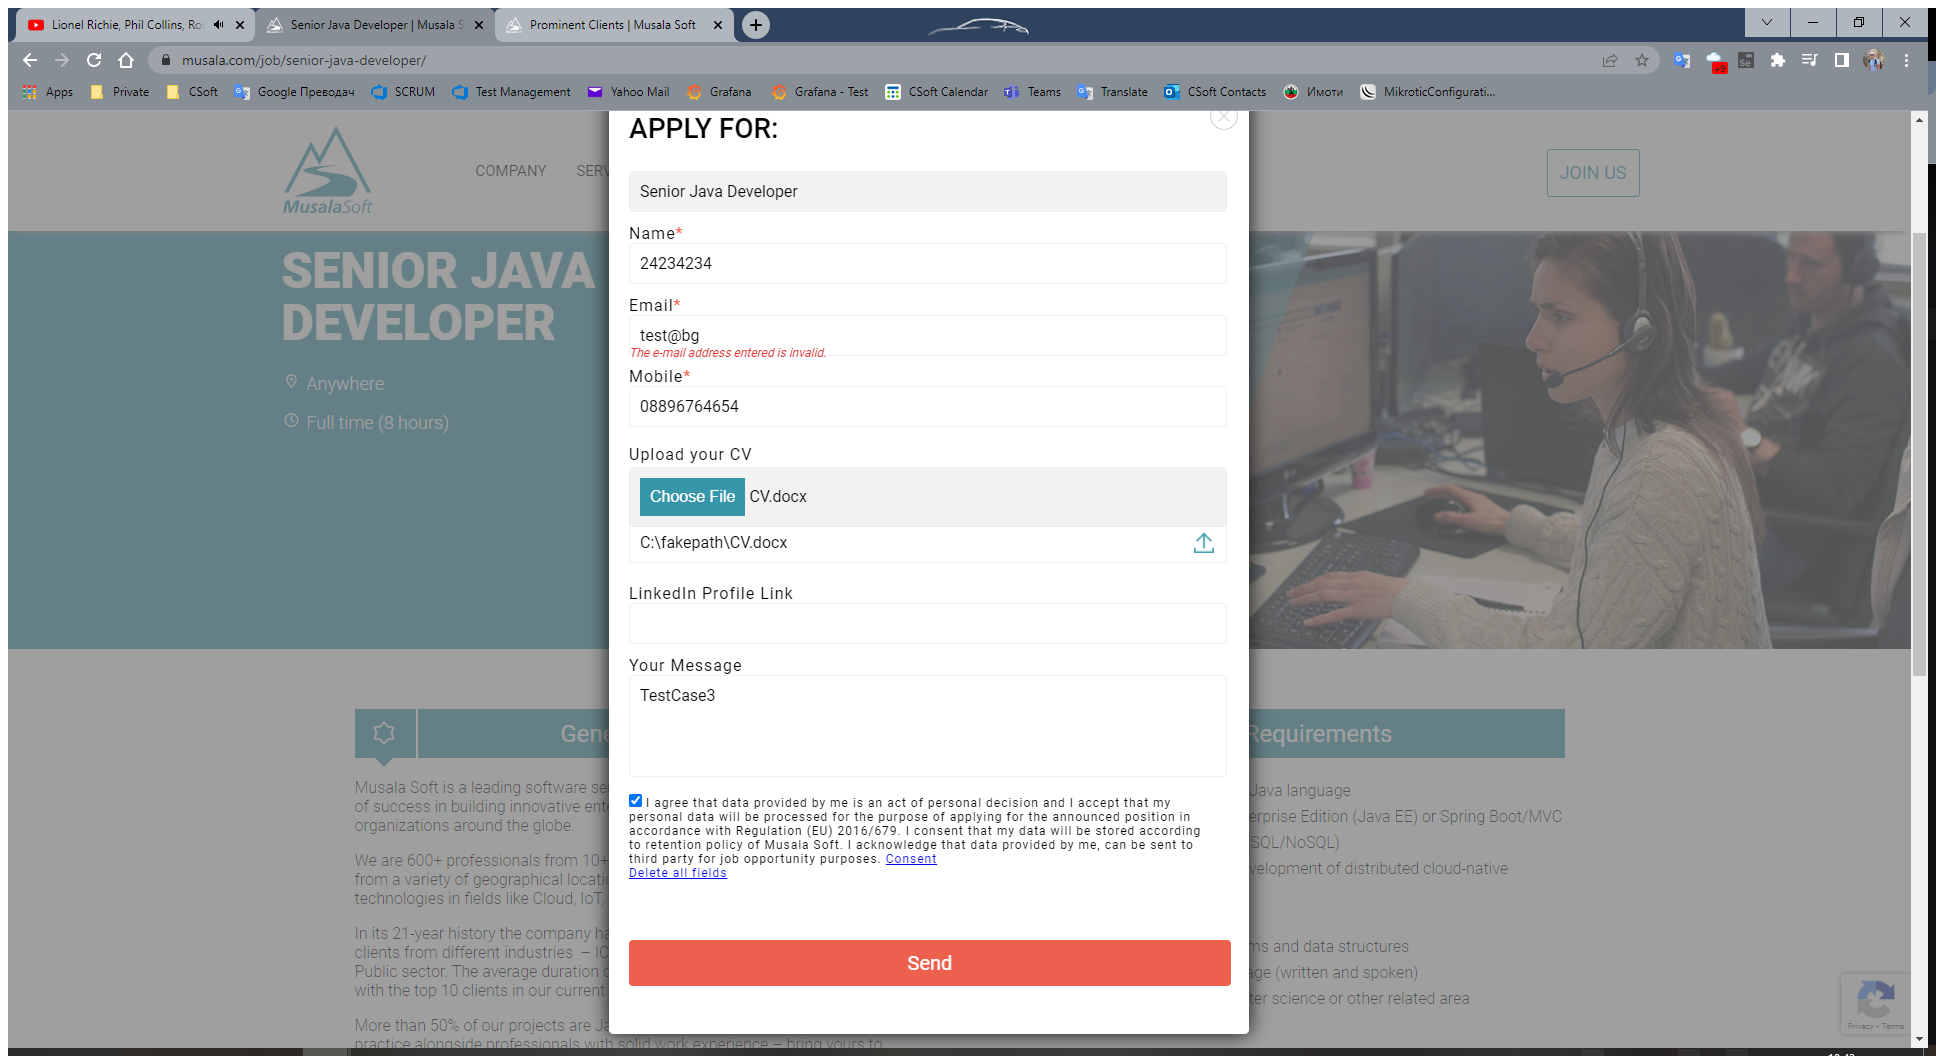 Lionel Richie, Phil Collins, Roc
Senior Java Developer | Musala S
Prominent Clients | Musala Soft
musala.com/job/senior-java-developer/
Apps
Private
CSoft
Google Преводач
SCRUM
Test Management
Yahoo Mail
Grafana
Grafana - Test
CSoft Calendar
Teams
Translate
CSoft Contacts
Имоти
MikroticConfigurati...
MusalaSoft
COMPANY
SERV
JOIN US
SENIOR JAVA
DEVELOPER
Anywhere
Full time (8 hours)
APPLY FOR:
Senior Java Developer
Name*
24234234
Email*
test@bg
The e-mail address entered is invalid.
Mobile*
08896764654
Upload your CV
Choose File CV.docx
C:\fakepath\CV.docx
LinkedIn Profile Link
Your Message
TestCase3
I agree that data provided by me is an act of personal decision and I accept that my
personal data will be processed for the purpose of applying for the announced position in
accordance with Regulation (EU) 2016/679. I consent that my data will be stored according
to retention policy of Musala Soft. I acknowledge that data provided by me, can be sent to
third party for job opportunity purposes. Consent
Delete all fields
Send
Gene
Musala Soft is a leading software se
of success in building innovative ente
organizations around the globe.
We are 600+ professionals from 10+
from a variety of geographical locatio
technologies in fields like Cloud, IoT,
In its 21-year history the company ha
clients from different industries – IC
Public sector. The average duration o
with the top 10 clients in our current
More than 50% of our projects are Ja
practice alongside professionals with solid work experience – bring yours to
Requirements
Java language
erprise Edition (Java EE) or Spring Boot/MVC
SQL/NoSQL)
velopment of distributed cloud-native
ms and data structures
age (written and spoken)
ter science or other related area
Privacy - Terms